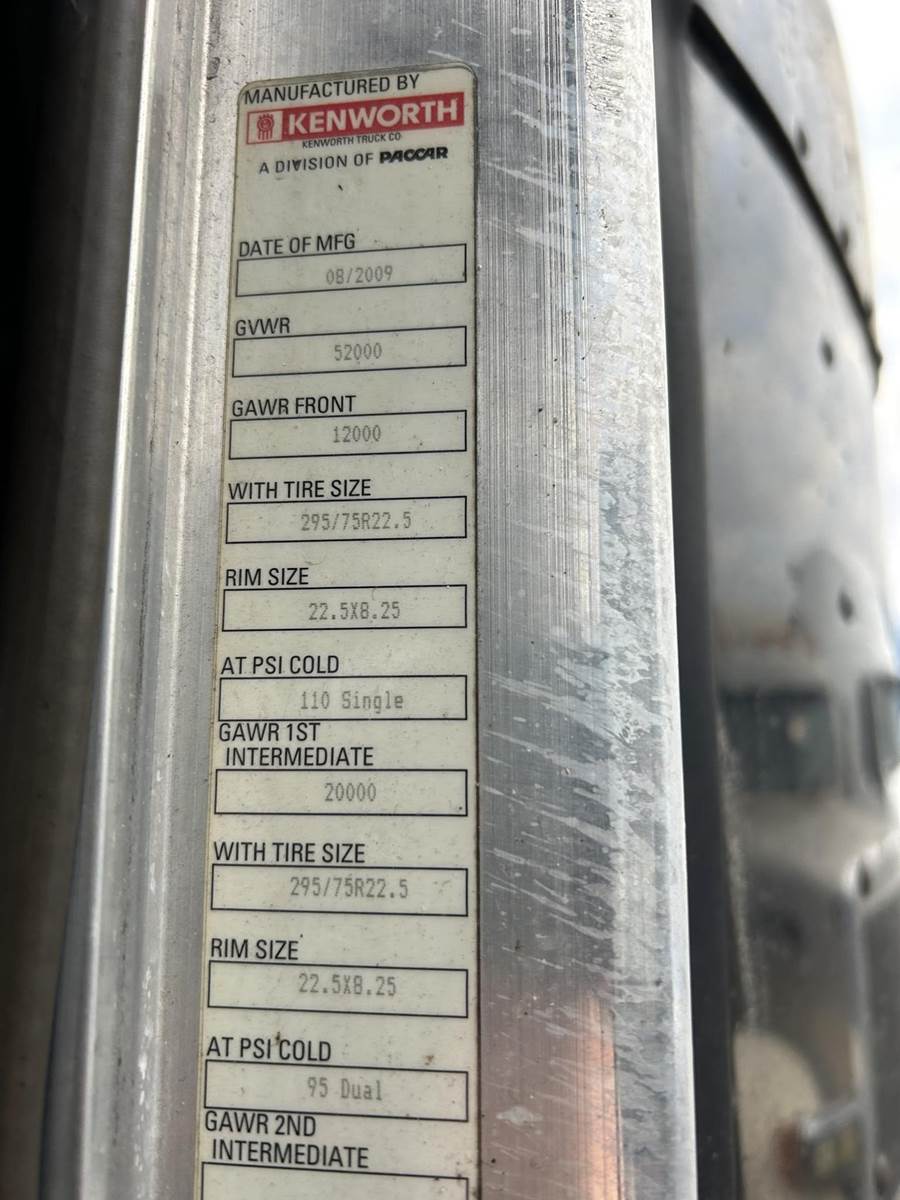 MANUFACTURED BY
KENWORTH
KENWORTH TRUCK CO
A DIVISION OF PACCAR
DATE OF MFG
08/2009
GVWR
52000
GAWR FRONT
12000
WITH TIRE SIZE
295/75R22.5
RIM SIZE
22.5X8.25
AT PSI COLD
110 Single
GAWR 1ST
INTERMEDIATE
20000
WITH TIRE SIZE
295/75R22.5
RIM SIZE
22.5X8.25
AT PSI COLD
95 Dual
GAWR 2ND
INTERMEDIATE